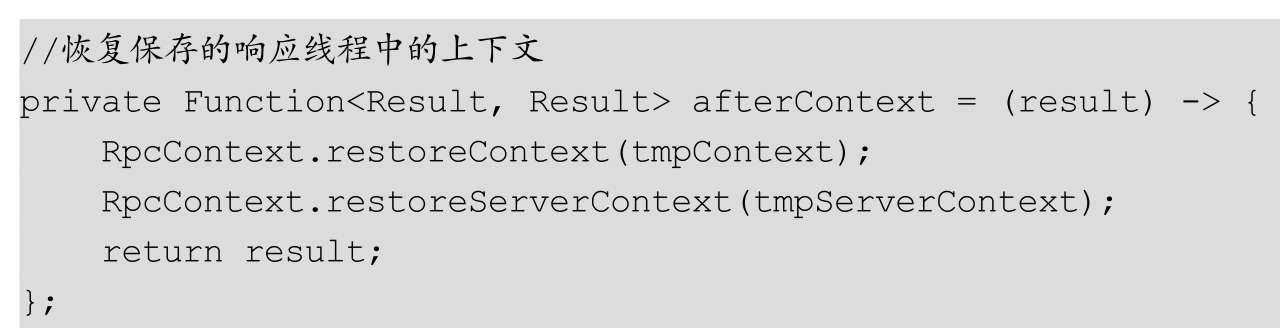 //恢复保存的响应线程中的上下文
private Function<Result, Result> afterContext = (result) -> {
    RpcContext.restoreContext(tmpContext);
    RpcContext.restoreServerContext(tmpServerContext);
    return result;
};